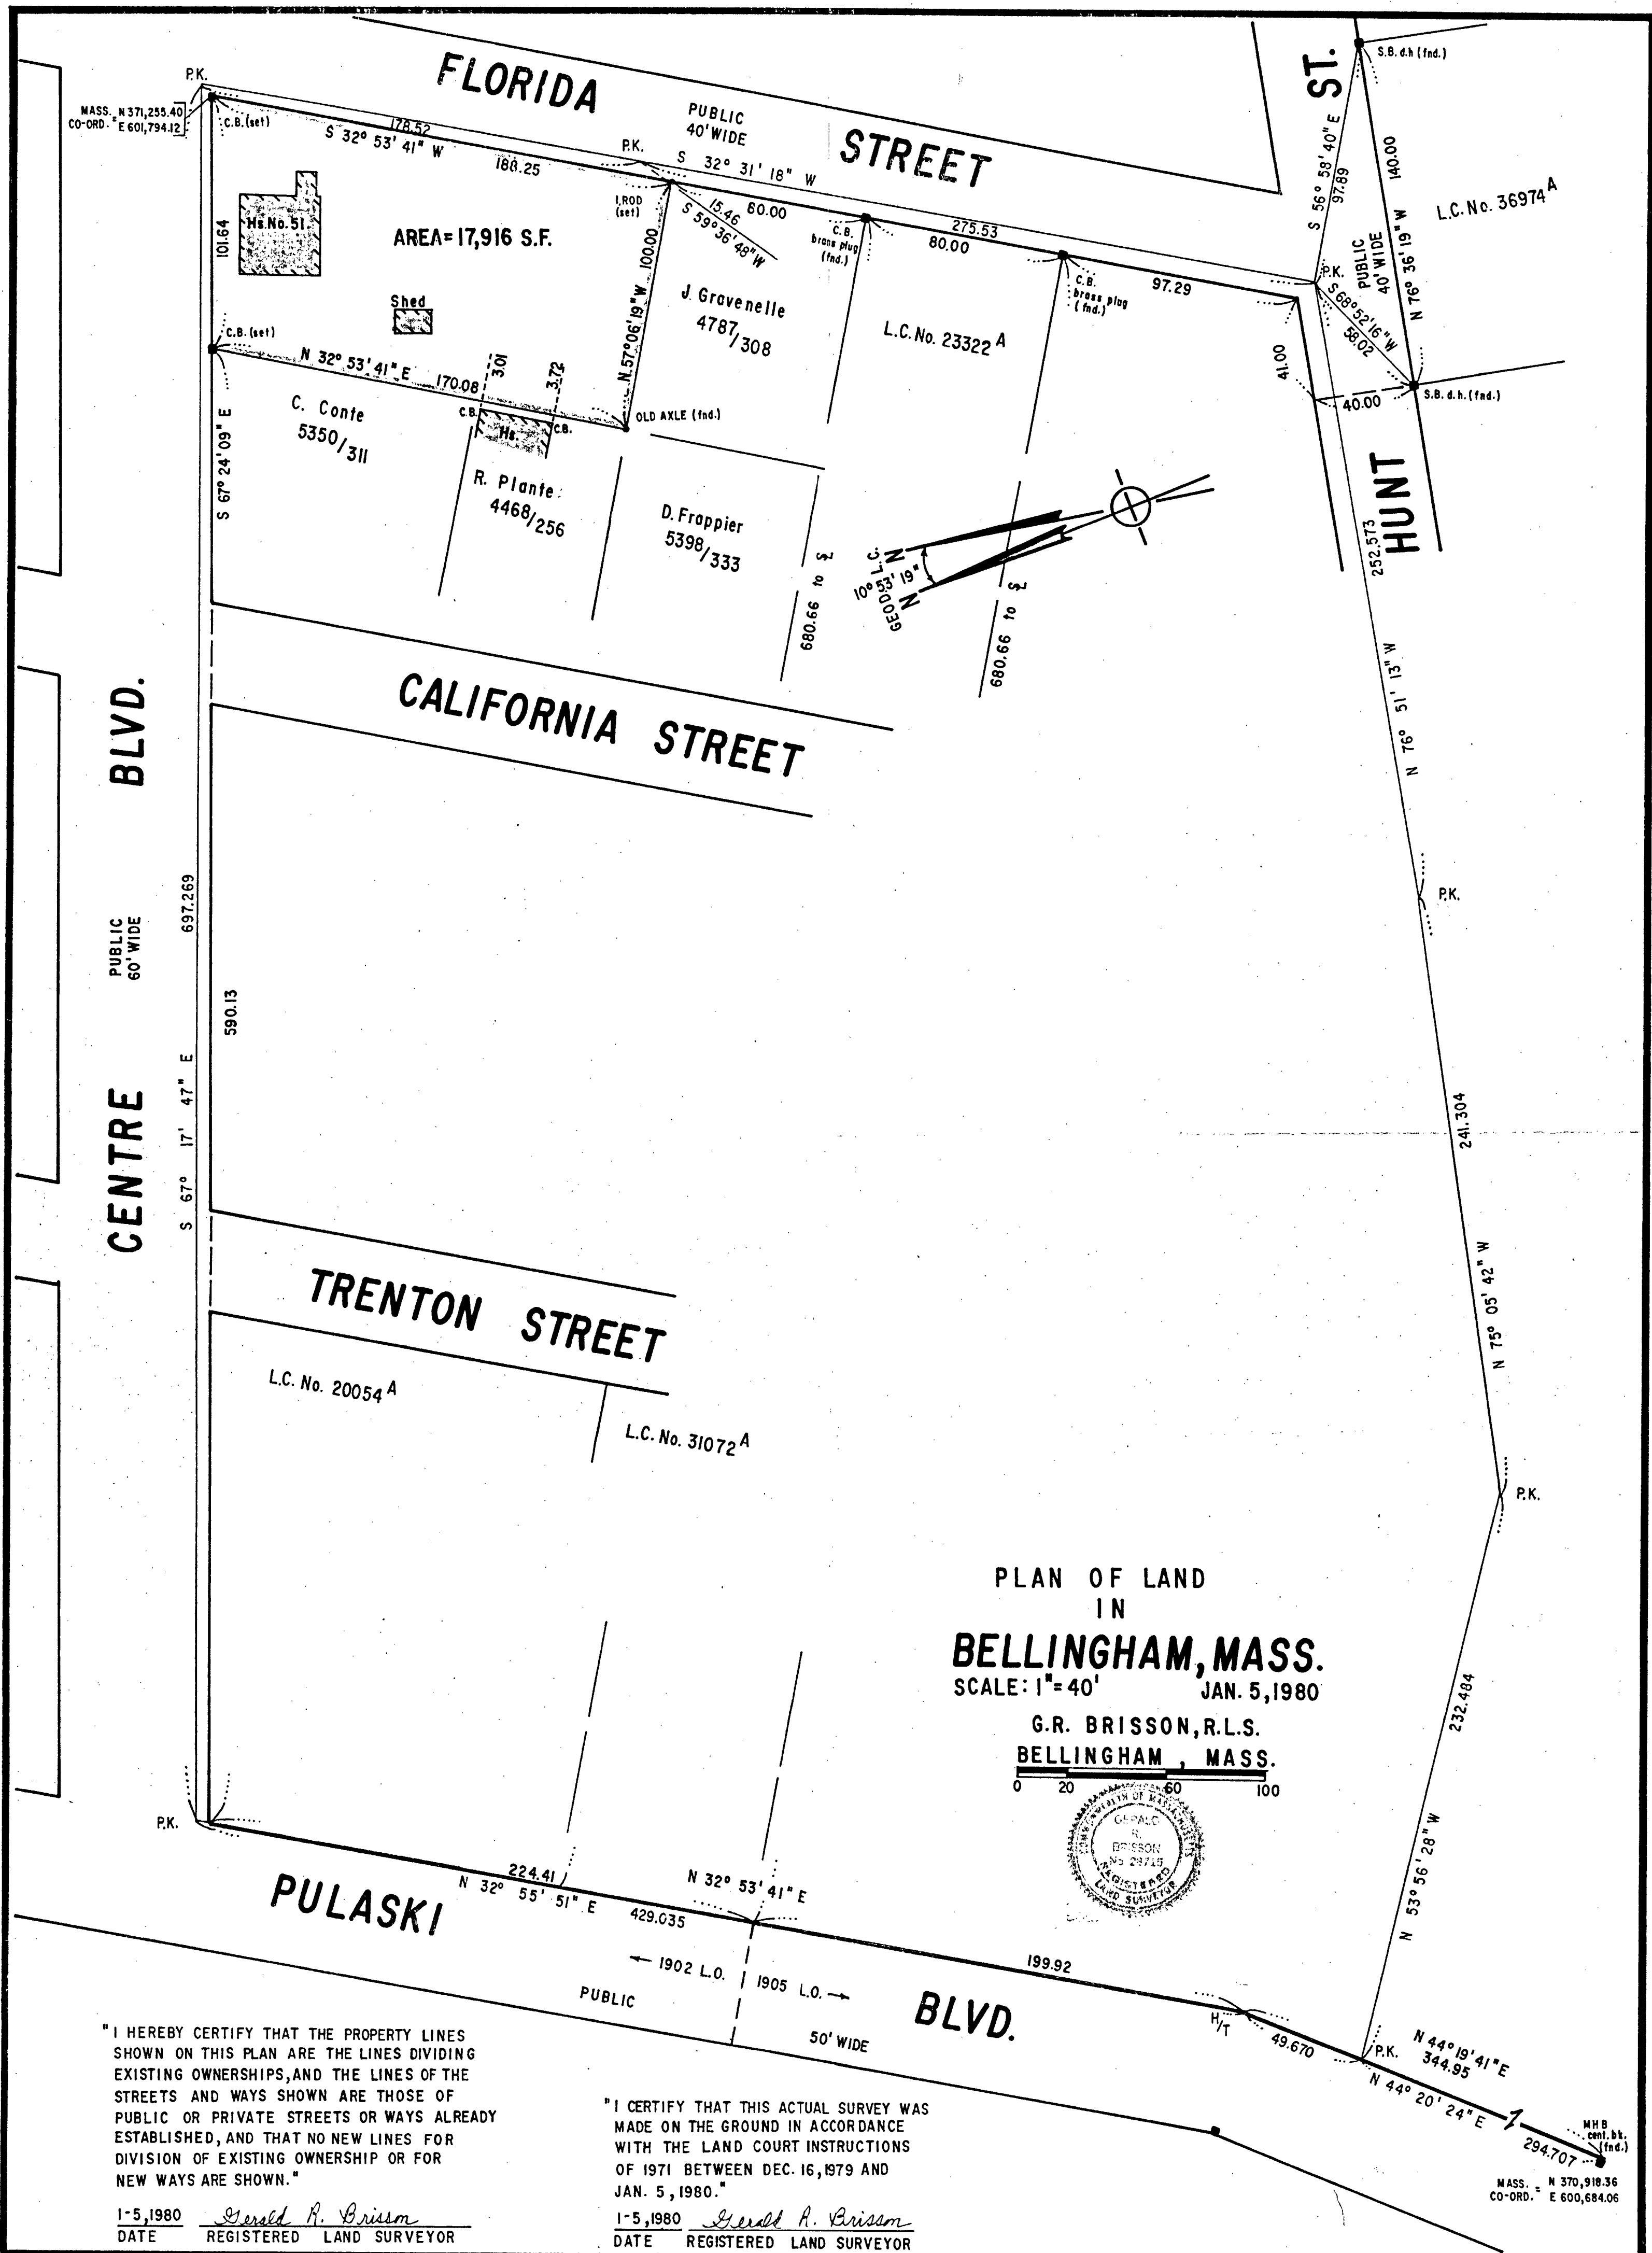 FLORIDA
STREET
PUBLIC
40' WIDE
P.K.
MASS. N 371,255.40
CO-ORD. = E 601,794.12
C.B. (set)
178.52
S 32° 53' 41" W
188.25
P.K.
S 32° 31' 18" W
I.ROD
(set)
15.46
S 59° 36' 48" W
80.00
C.B.
brass plug
(fnd.)
275.53
80.00
C.B.
brass plug
(fnd.)
97.29
ST.
S.B. d.h (fnd.)
S 56° 58' 40" E
97.89
140.00
N 76° 36' 19" W
PUBLIC
40' WIDE
L.C. No. 36974 A
P.K.
S 68° 52' 16" W
58.02
41.00
40.00
S.B. d.h. (fnd.)
HUNT
101.64
Hs. No. 51
AREA = 17,916 S.F.
Shed
C.B. (set)
N 32° 53' 41" E
170.08
3.01
3.72
N 57° 06' 19" W 100.00
J. Gravenelle
4787/308
L.C. No. 23322 A
C. Conte
5350/311
C.B.
Hs.
C.B.
OLD AXLE (fnd.)
R. Plante
4468/256
D. Frappier
5398/333
S 67° 24' 09" E
680.66 to ℄
680.66 to ℄
L.C. N
10° 53' 19"
GEOD. N
252.573
N 76° 51' 13" W
CALIFORNIA STREET
CENTRE BLVD.
PUBLIC
60' WIDE
697.269
S 67° 17' 47" E
590.13
P.K.
241.304
N 75° 05' 42" W
P.K.
TRENTON STREET
L.C. No. 20054 A
L.C. No. 31072 A
232.484
N 53° 56' 28" W
PLAN OF LAND
IN
BELLINGHAM, MASS.
SCALE: 1"=40' JAN. 5, 1980
G.R. BRISSON, R.L.S.
BELLINGHAM, MASS.
0 20 60 100
COMMONWEALTH OF MASSACHUSETTS
GERALD
R.
BRISSON
REGISTERED
LAND SURVEYOR
P.K.
224.41
N 32° 55' 51" E
429.035
N 32° 53' 41" E
199.92
PULASKI
BLVD.
1902 L.O.
1905 L.O.
PUBLIC
50' WIDE
H/T
49.670
P.K.
N 44° 19' 41" E
344.95
N 44° 20' 24" E
294.707
MHB
cent. bk.
(fnd.)
MASS. N 370,918.36
CO-ORD. = E 600,684.06
"I HEREBY CERTIFY THAT THE PROPERTY LINES
SHOWN ON THIS PLAN ARE THE LINES DIVIDING
EXISTING OWNERSHIPS, AND THE LINES OF THE
STREETS AND WAYS SHOWN ARE THOSE OF
PUBLIC OR PRIVATE STREETS OR WAYS ALREADY
ESTABLISHED, AND THAT NO NEW LINES FOR
DIVISION OF EXISTING OWNERSHIP OR FOR
NEW WAYS ARE SHOWN."
1-5, 1980 Gerald R. Brisson
DATE REGISTERED LAND SURVEYOR
"I CERTIFY THAT THIS ACTUAL SURVEY WAS
MADE ON THE GROUND IN ACCORDANCE
WITH THE LAND COURT INSTRUCTIONS
OF 1971 BETWEEN DEC. 16, 1979 AND
JAN. 5, 1980."
1-5, 1980 Gerald R. Brisson
DATE REGISTERED LAND SURVEYOR